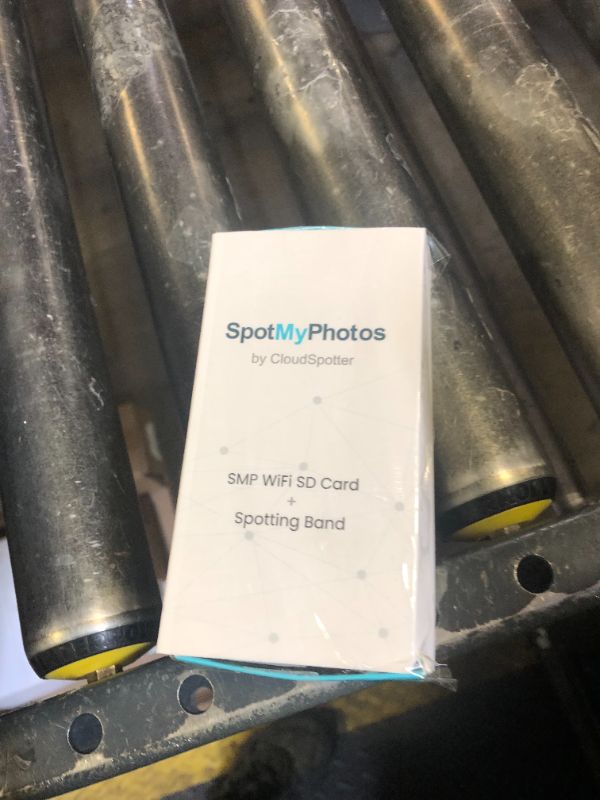 SpotMyPhotos
by CloudSpotter
SMP WiFi SD Card
+
Spotting Band